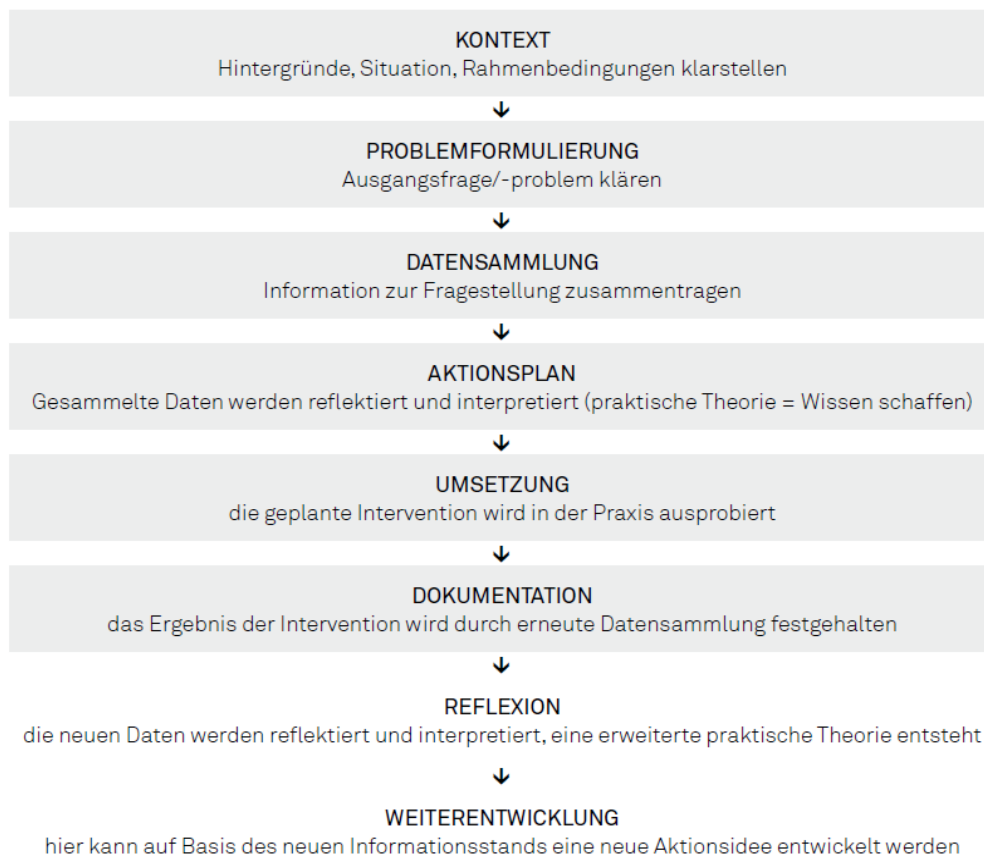 KONTEXT
Hintergründe, Situation, Rahmenbedingungen klarstellen
↓
PROBLEMFORMULIERUNG
Ausgangsfrage/-problem klären
↓
DATENSAMMLUNG
Information zur Fragestellung zusammentragen
↓
AKTIONSPLAN
Gesammelte Daten werden reflektiert und interpretiert (praktische Theorie = Wissen schaffen)
↓
UMSETZUNG
die geplante Intervention wird in der Praxis ausprobiert
↓
DOKUMENTATION
das Ergebnis der Intervention wird durch erneute Datensammlung festgehalten
↓
REFLEXION
die neuen Daten werden reflektiert und interpretiert, eine erweiterte praktische Theorie entsteht
↓
WEITERENTWICKLUNG
hier kann auf Basis des neuen Informationsstands eine neue Aktionsidee entwickelt werden